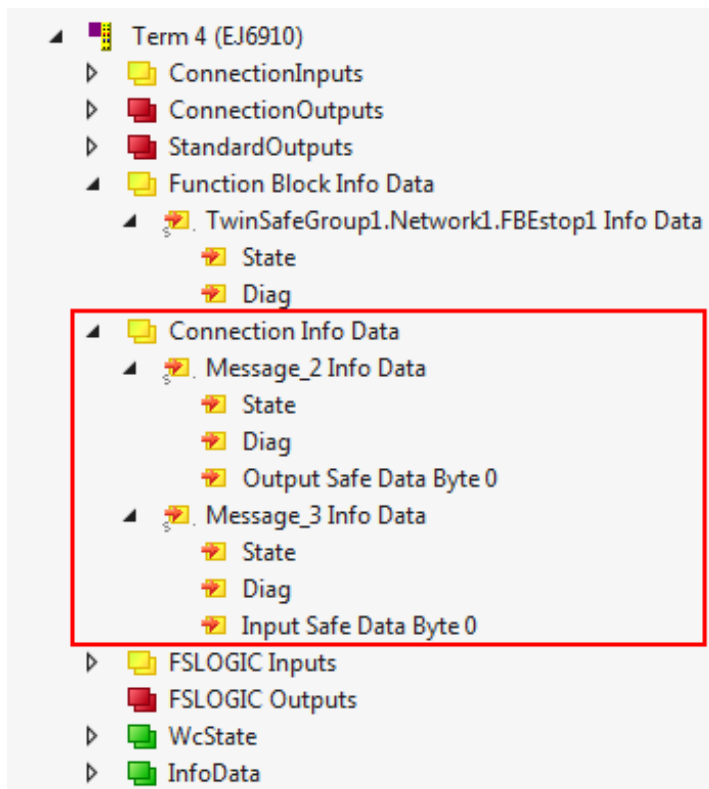 Term 4 (EJ6910)
ConnectionInputs
ConnectionOutputs
StandardOutputs
Function Block Info Data
TwinSafeGroup1.Network1.FBEstop1 Info Data
State
Diag
Connection Info Data
Message_2 Info Data
State
Diag
Output Safe Data Byte 0
Message_3 Info Data
State
Diag
Input Safe Data Byte 0
FSLOGIC Inputs
FSLOGIC Outputs
WcState
InfoData